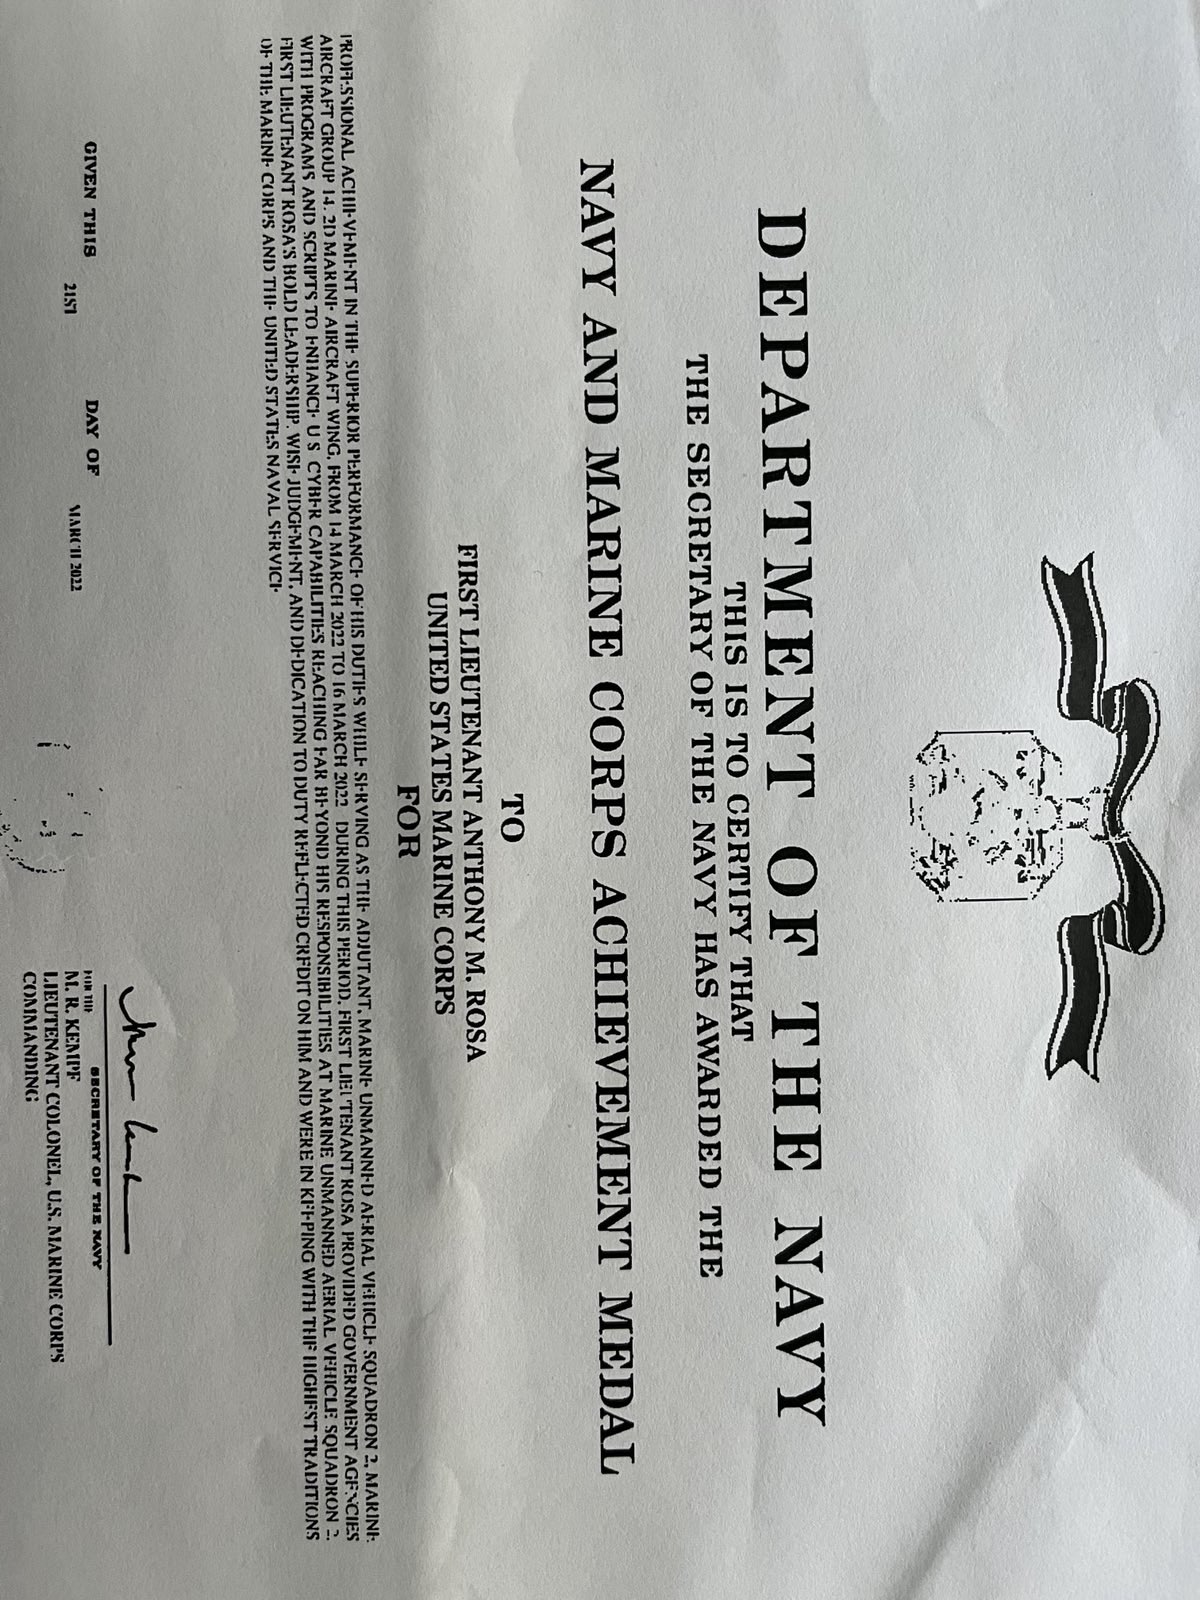 DEPARTMENT OF THE NAVY
THIS IS TO CERTIFY THAT
THE SECRETARY OF THE NAVY HAS AWARDED THE
NAVY AND MARINE CORPS ACHIEVEMENT MEDAL
TO
FIRST LIEUTENANT ANTHONY M. ROSA
UNITED STATES MARINE CORPS
FOR
PROFESSIONAL ACHIEVEMENT IN THE SUPERIOR PERFORMANCE OF HIS DUTIES WHILE SERVING AS THE ADJUTANT, MARINE UNMANNED AERIAL VEHICLE SQUADRON 2, MARINE
AIRCRAFT GROUP 14, 2D MARINE AIRCRAFT WING, FROM 14 MARCH 2022 TO 16 MARCH 2022. DURING THIS PERIOD, FIRST LIEUTENANT ROSA PROVIDED GOVERNMENT AGENCIES
WITH PROGRAMS AND SCRIPTS TO ENHANCE U S CYBER CAPABILITIES REACHING FAR BEYOND HIS RESPONSIBILITIES AT MARINE UNMANNED AERIAL VEHICLE SQUADRON 2.
FIRST LIEUTENANT ROSA'S BOLD LEADERSHIP, WISE JUDGEMENT, AND DEDICATION TO DUTY REFLECTED CREDIT ON HIM AND WERE IN KEEPING WITH THE HIGHEST TRADITIONS
OF THE MARINE CORPS AND THE UNITED STATES NAVAL SERVICE
GIVEN THIS 21ST DAY OF MARCH 2022
FOR THE SECRETARY OF THE NAVY
M. R. KEMPF
LIEUTENANT COLONEL, U.S. MARINE CORPS
COMMANDING